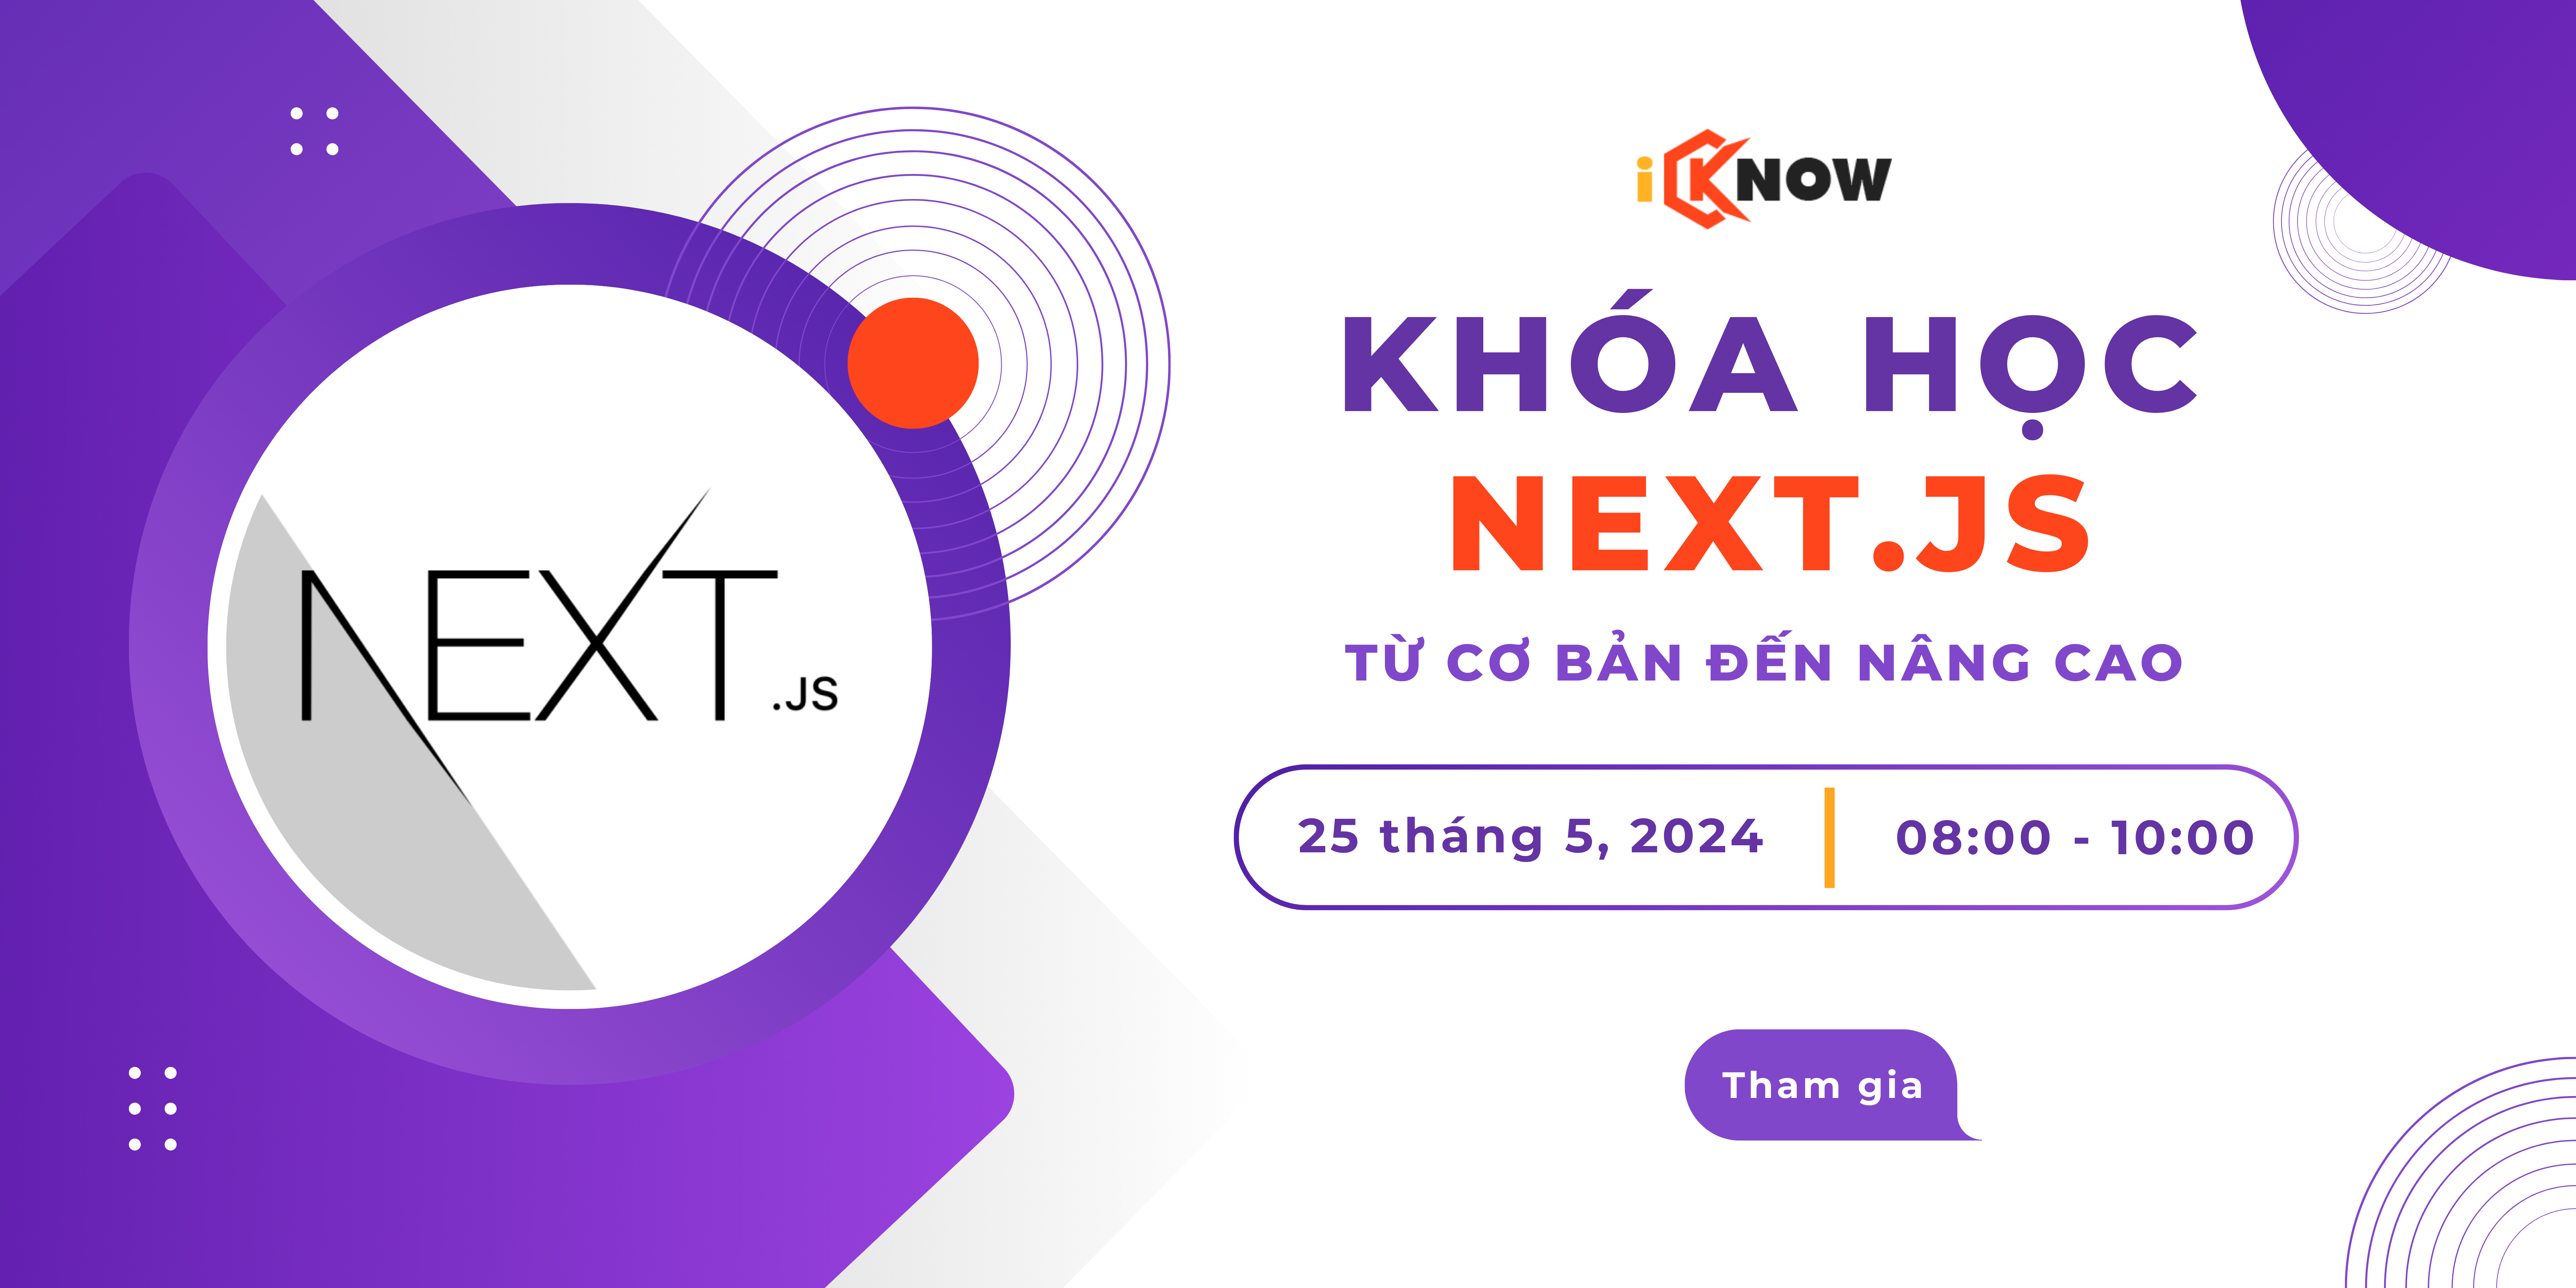 NEXT.JS
iKNOW
KHÓA HỌC
NEXT.JS
TỪ CƠ BẢN ĐẾN NÂNG CAO
25 tháng 5, 2024
08:00 - 10:00
Tham gia